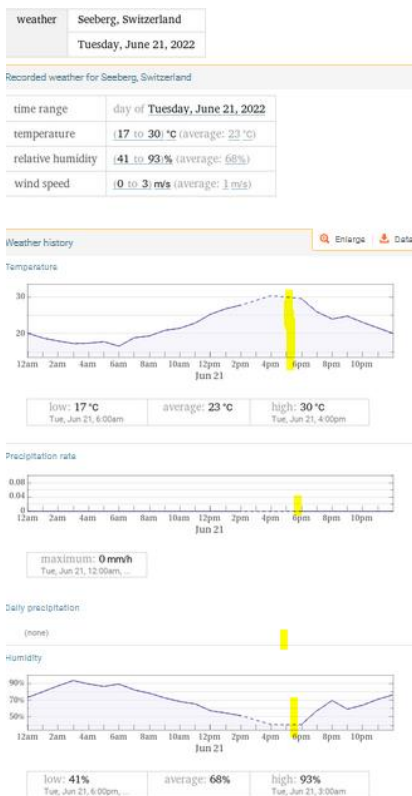 weather Seeberg, Switzerland
Tuesday, June 21, 2022
Recorded weather for Seeberg, Switzerland
time range day of Tuesday, June 21, 2022
temperature (17 to 30) °C (average: 23 °C)
relative humidity (41 to 93)% (average: 68%)
wind speed (0 to 3) m/s (average: 1 m/s)
Weather history Enlarge Data
Temperature
30
20
12am 2am 4am 6am 8am 10am 12pm 2pm 4pm 6pm 8pm 10pm
Jun 21
low: 17 °C average: 23 °C high: 30 °C
Tue, Jun 21, 6:00am Tue, Jun 21, 4:00pm
Precipitation rate
0.08
0.04
0
12am 2am 4am 6am 8am 10am 12pm 2pm 4pm 6pm 8pm 10pm
Jun 21
maximum: 0 mm/h
Tue, Jun 21, 12:00am, ...
Daily precipitation
(none)
Humidity
90%
70%
50%
12am 2am 4am 6am 8am 10am 12pm 2pm 4pm 6pm 8pm 10pm
Jun 21
low: 41% average: 68% high: 93%
Tue, Jun 21, 6:00pm, ... Tue, Jun 21, 3:00am